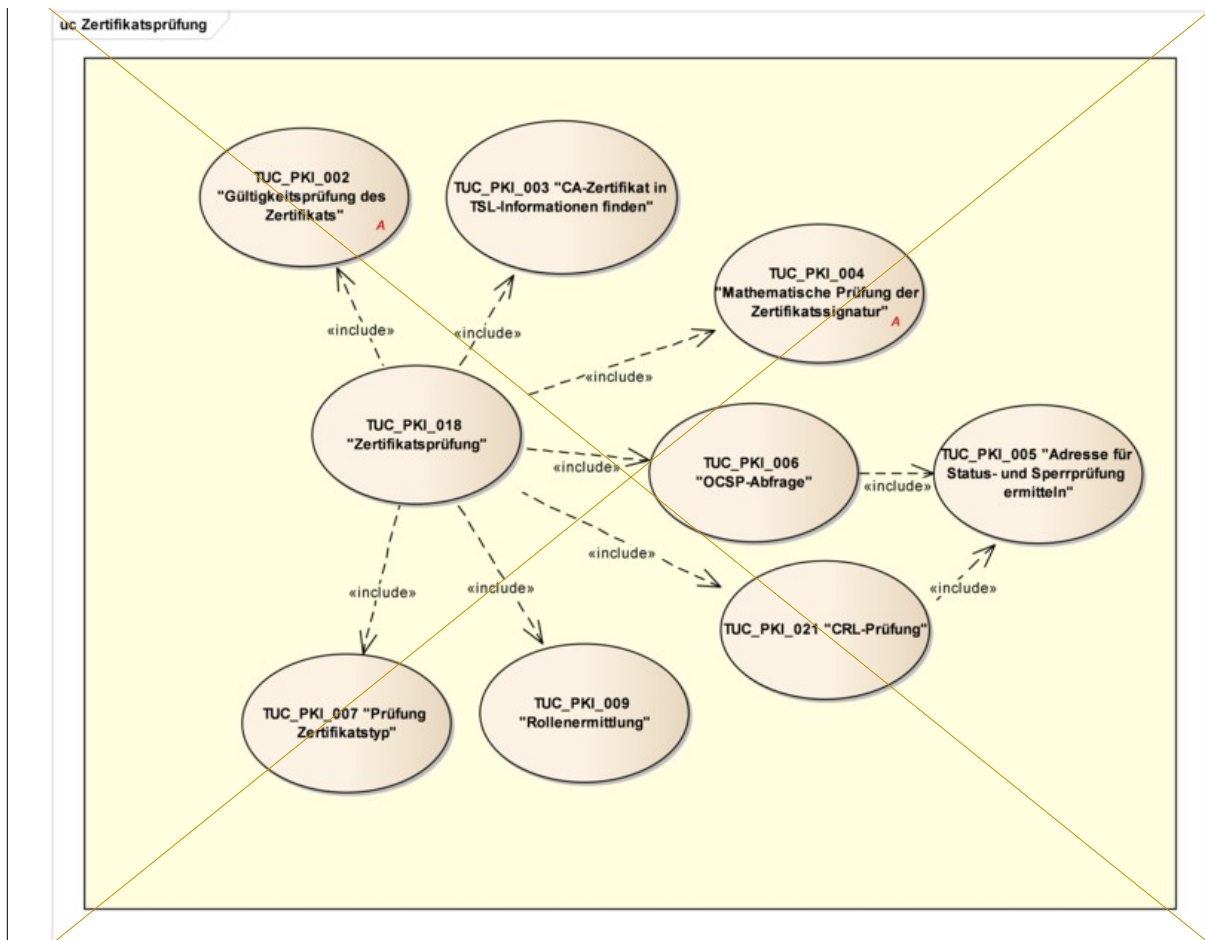 uc Zertifikatsprüfung
TUC_PKI_002
"Gültigkeitsprüfung des
Zertifikats"
A
TUC_PKI_003 "CA-Zertifikat in
TSL-Informationen finden"
TUC_PKI_004
"Mathematische Prüfung der
Zertifikatssignatur"
A
«include»
«include»
«include»
TUC_PKI_018
"Zertifikatsprüfung"
«include»
TUC_PKI_006
"OCSP-Abfrage"
«include»
TUC_PKI_005 "Adresse für
Status- und Sperrprüfung
ermitteln"
«include»
«include»
«include»
«include»
TUC_PKI_021 "CRL-Prüfung"
TUC_PKI_007 "Prüfung
Zertifikatstyp"
TUC_PKI_009
"Rollenermittlung"